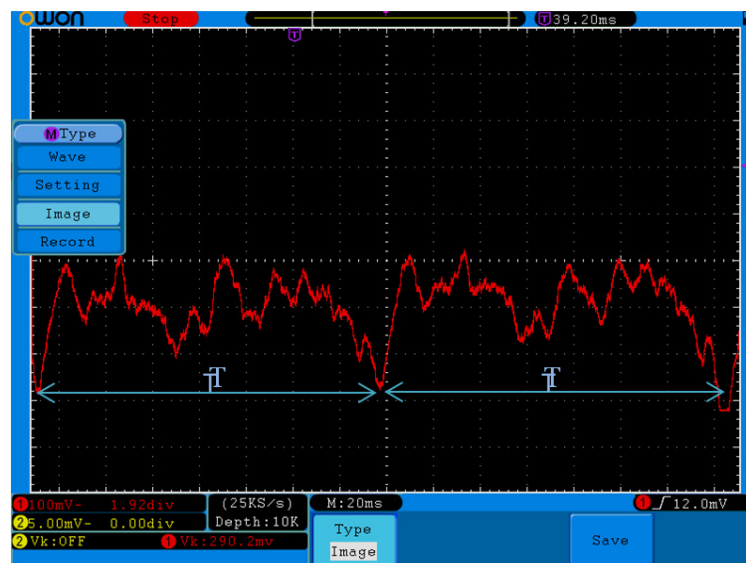 OWON Stop T 39.20ms
T
M Type
Wave
Setting
Image
Record
T T
1 100mV~ 1.92div (25KS/s) M:20ms 1 12.0mV
2 5.00mV~ 0.00div Depth:10K
2 Vk:OFF 1 Vk:290.2mv
Type
Image
Save